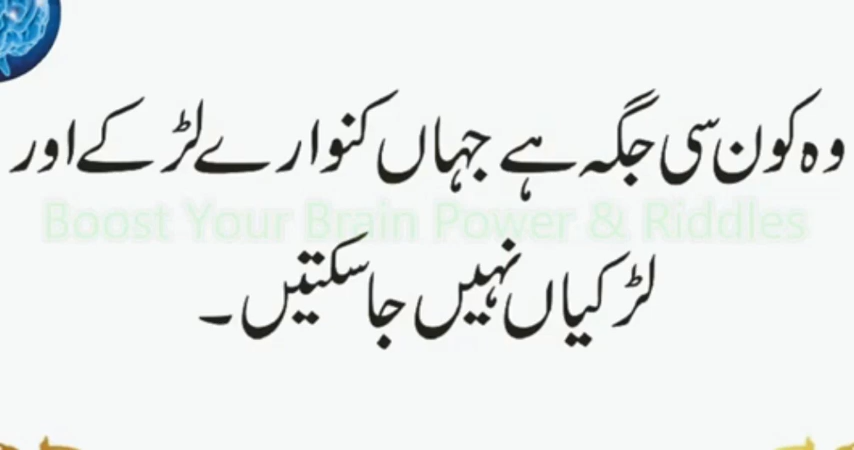 وہ کون سی جگہ ہے جہاں کنوارے لڑکے اور
Boost Your Brain Power & Riddles
لڑکیاں نہیں جا سکتیں۔